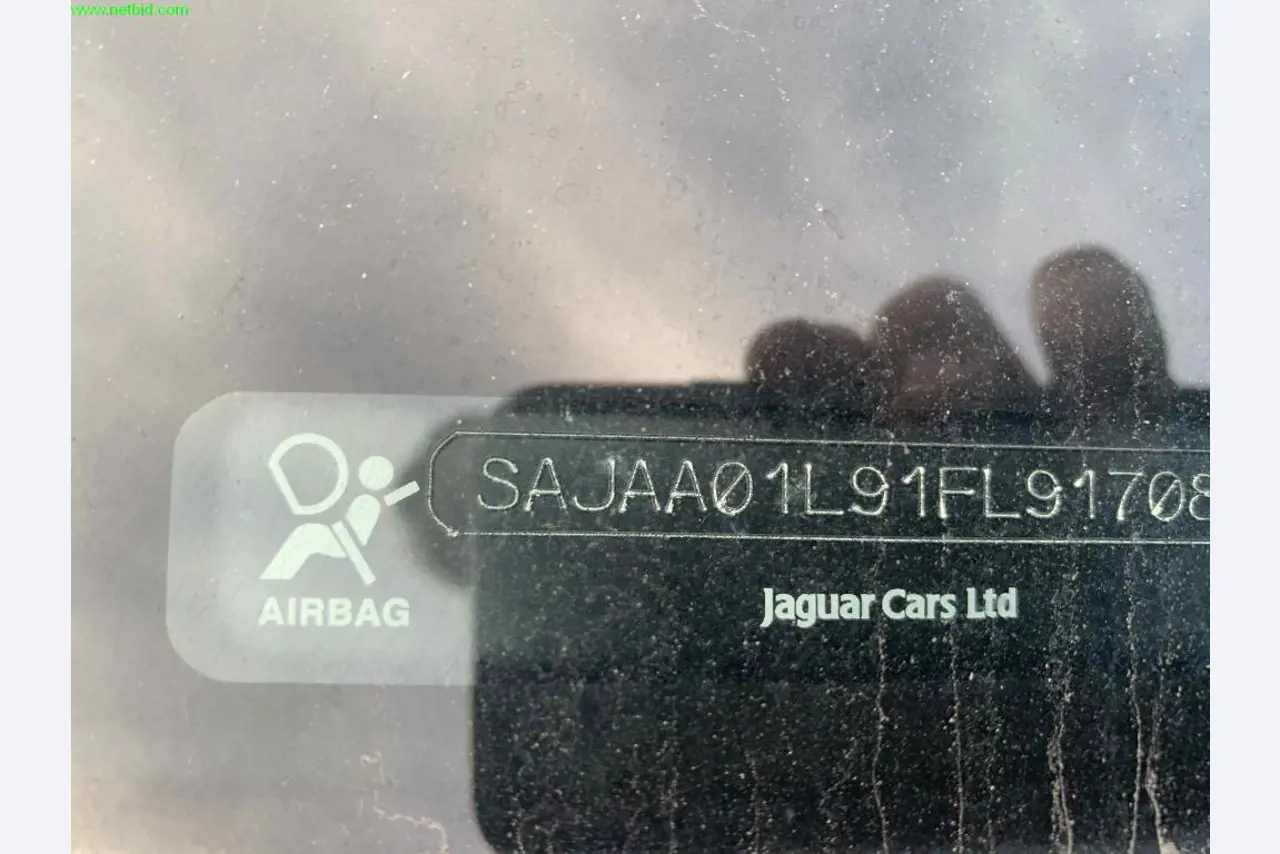 www.netbid.com
SAJAA01L91FL91708
AIRBAG
Jaguar Cars Ltd